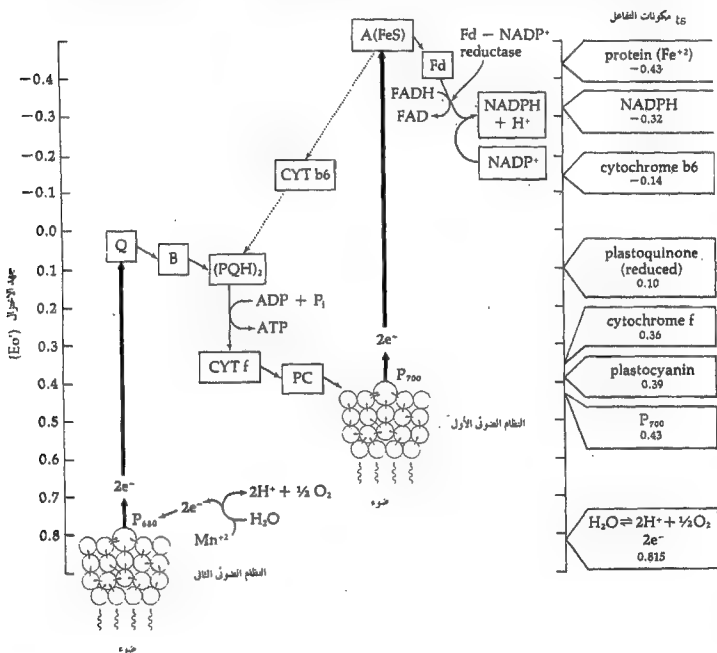 مكونات التفاعل
A(FeS)
Fd – NADP⁺
reductase
Fd
FADH
FAD
NADPH
+ H⁺
NADP⁺
CYT b6
Q
B
(PQH)₂
ADP + Pᵢ
ATP
CYT f
PC
2e⁻
P₇₀₀
النظام الضوئى الأول
ضوء
2e⁻
P₆₈₀
2e⁻
2H⁺ + ½ O₂
H₂O
Mn⁺²
النظام الضوئى الثانى
ضوء
جهد الاختزال (Eo')
−0.4
−0.3
−0.2
−0.1
0.0
0.1
0.2
0.3
0.4
0.5
0.6
0.7
0.8
protein (Fe⁺²)
−0.43
NADPH
−0.32
cytochrome b6
−0.14
plastoquinone
(reduced)
0.10
cytochrome f
0.36
plastocyanin
0.39
P₇₀₀
0.43
H₂O ⇌ 2H⁺ + ½O₂
2e⁻
0.815